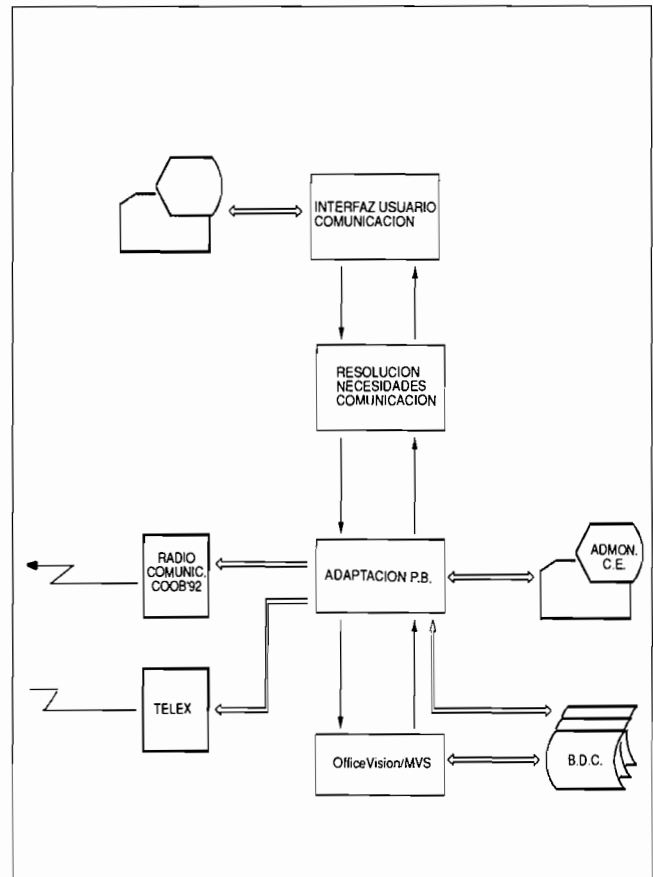 INTERFAZ USUARIO
COMUNICACION
RESOLUCION
NECESIDADES
COMUNICACION
RADIO
COMUNIC.
COOB'92
ADAPTACION P.B.
ADMON.
C.E.
TELEX
OfficeVision/MVS
B.D.C.